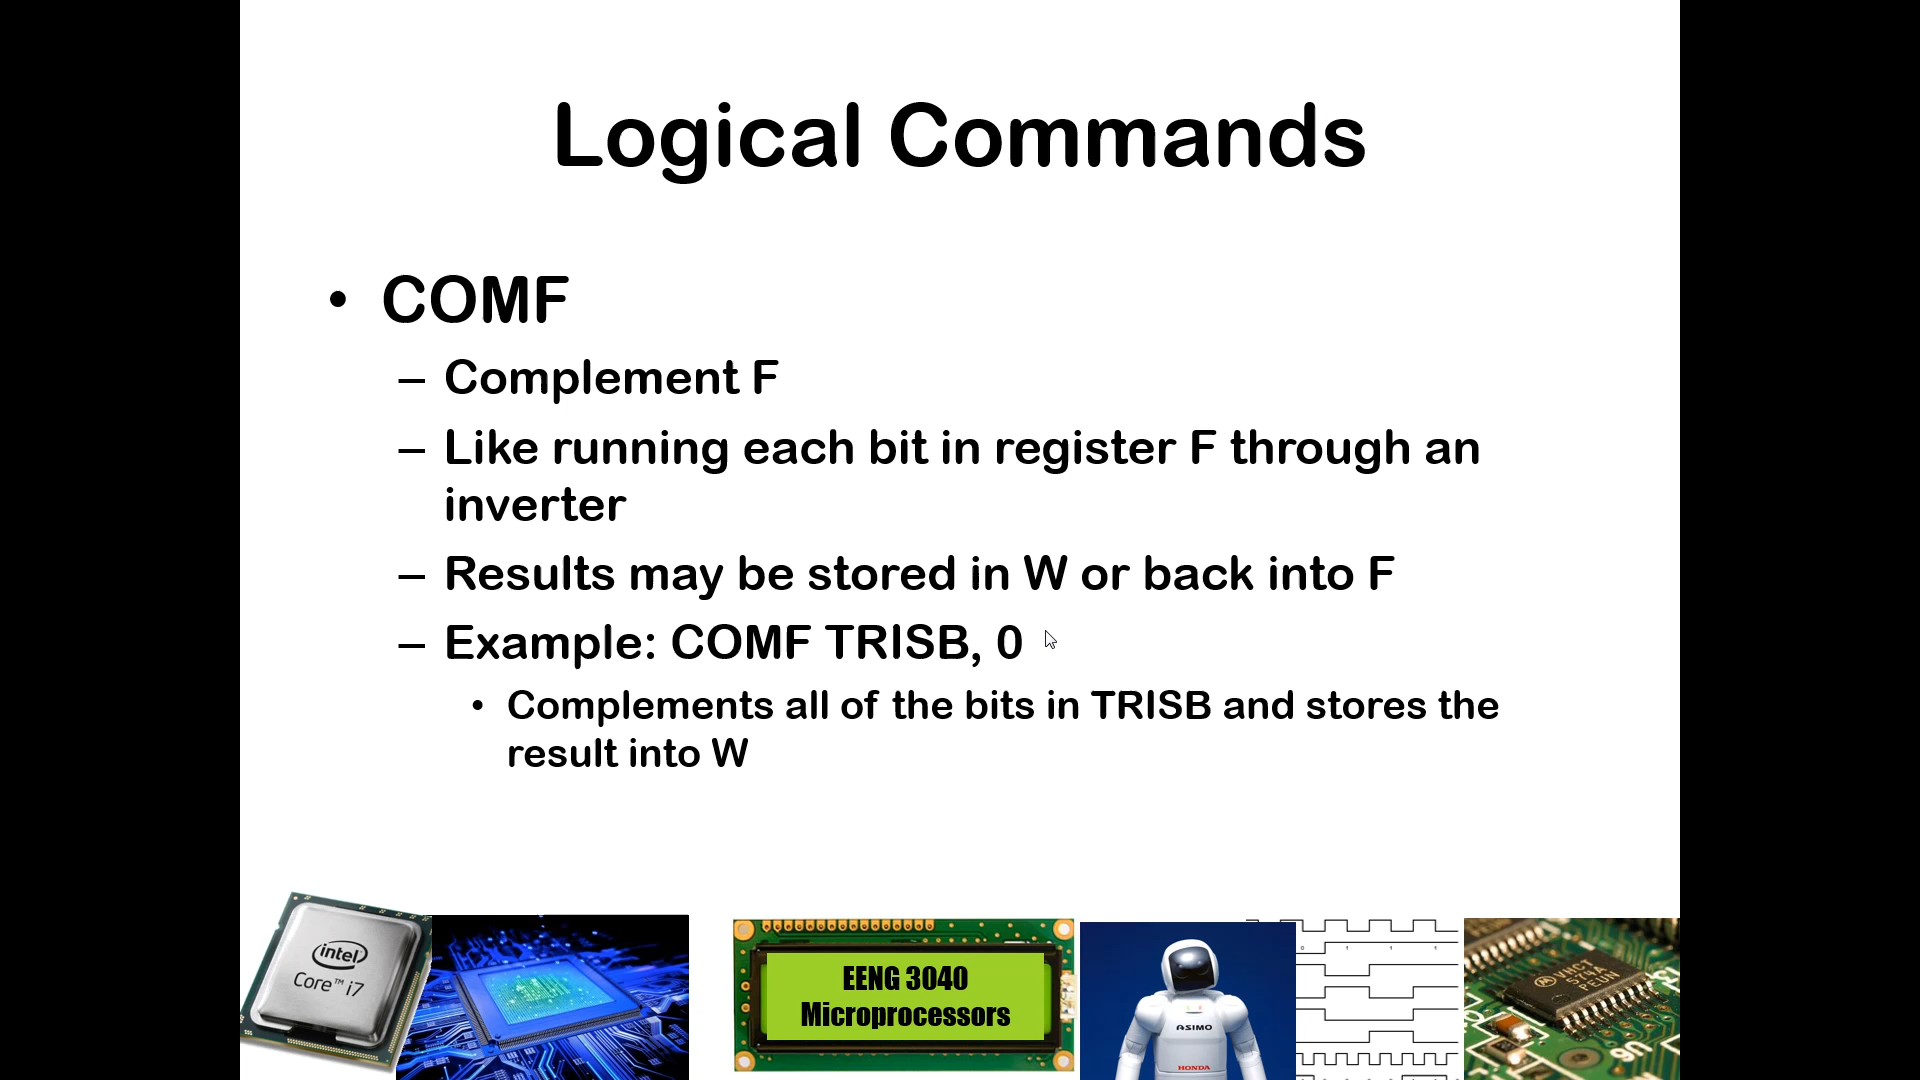 Logical Commands
• COMF
– Complement F
– Like running each bit in register F through an
inverter
– Results may be stored in W or back into F
– Example: COMF TRISB, 0
• Complements all of the bits in TRISB and stores the
result into W
intel
Core™ i7
EENG 3040
Microprocessors
ASIMO
HONDA
VHCT
574A